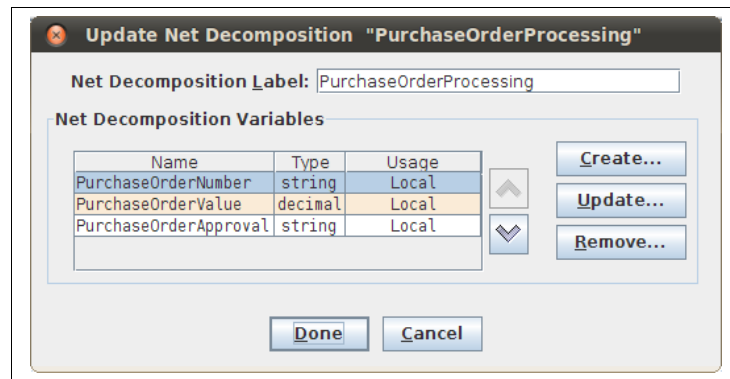 Update Net Decomposition "PurchaseOrderProcessing"
Net Decomposition Label: PurchaseOrderProcessing
Net Decomposition Variables
Name Type Usage
PurchaseOrderNumber string Local
PurchaseOrderValue decimal Local
PurchaseOrderApproval string Local
Create...
Update...
Remove...
Done Cancel